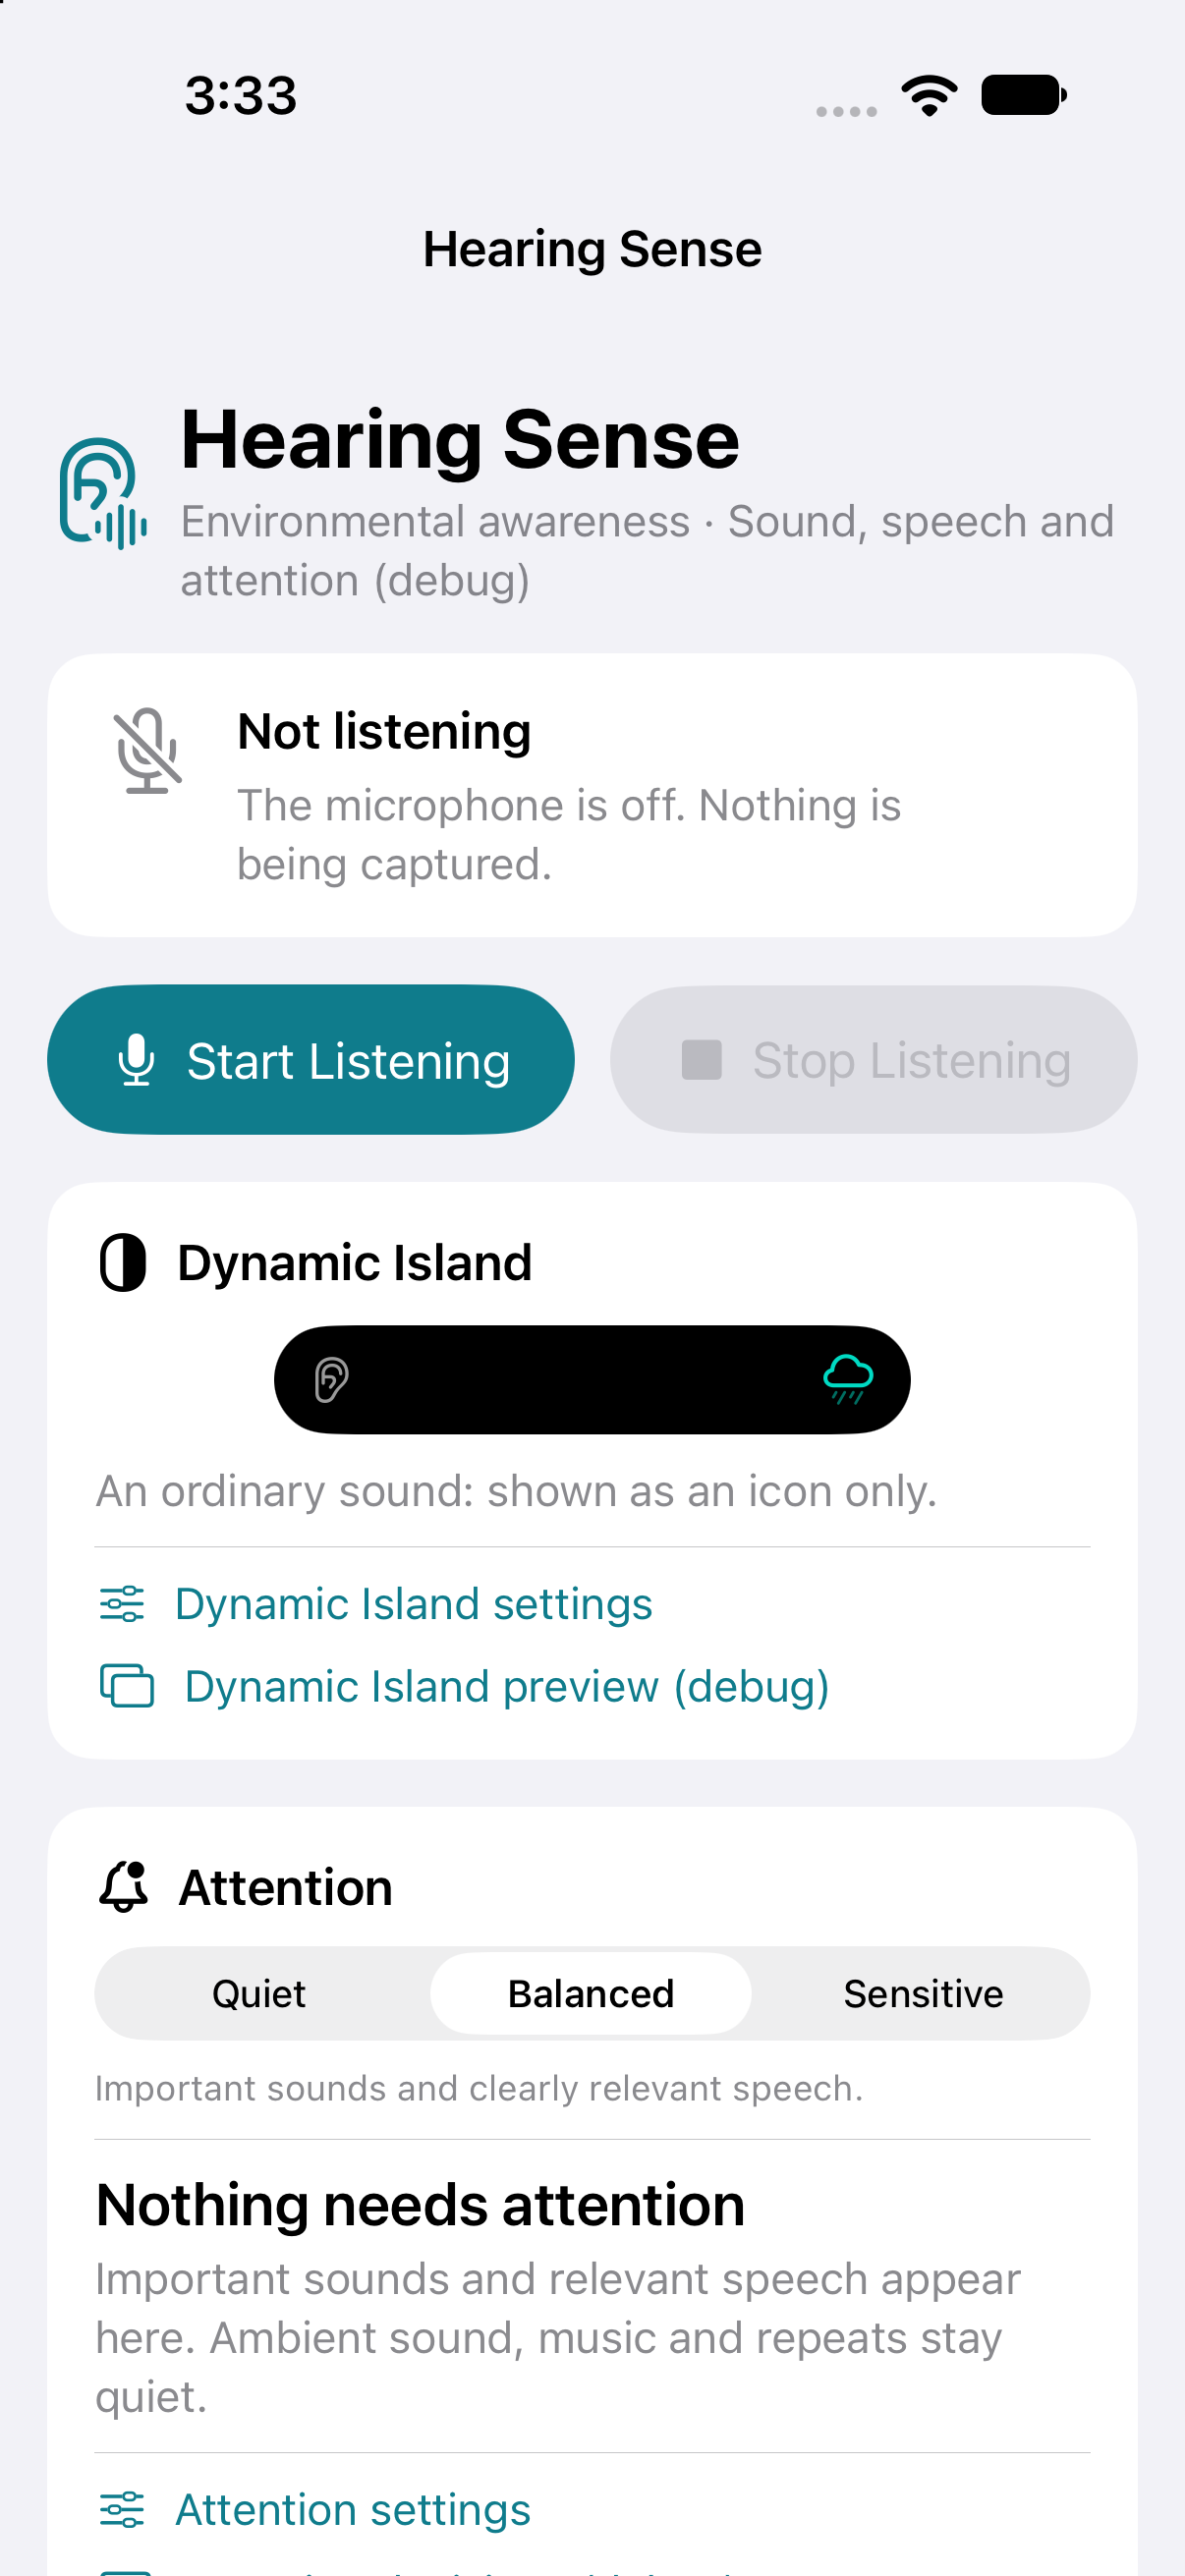 3:33
Hearing Sense
Hearing Sense
Environmental awareness · Sound, speech and
attention (debug)
Not listening
The microphone is off. Nothing is
being captured.
Start Listening
Stop Listening
Dynamic Island
An ordinary sound: shown as an icon only.
Dynamic Island settings
Dynamic Island preview (debug)
Attention
Quiet
Balanced
Sensitive
Important sounds and clearly relevant speech.
Nothing needs attention
Important sounds and relevant speech appear
here. Ambient sound, music and repeats stay
quiet.
Attention settings